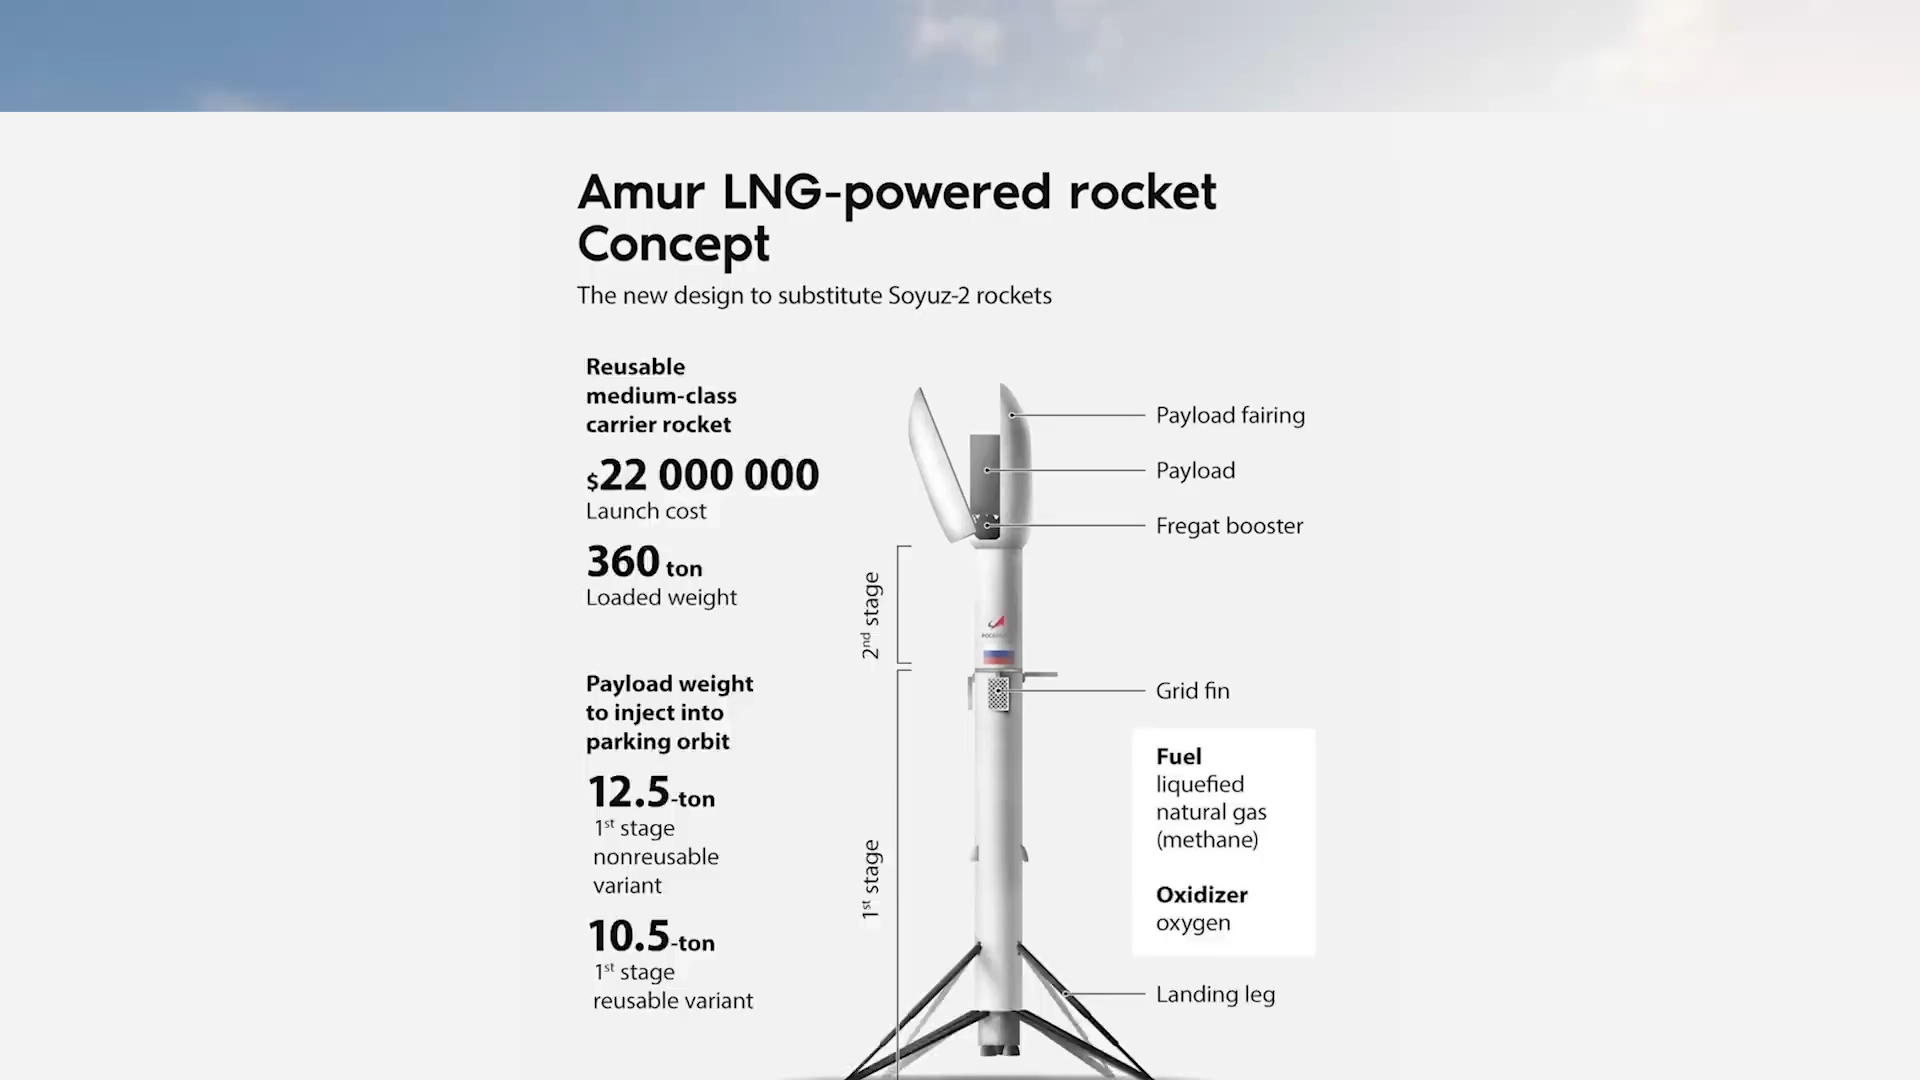 Amur LNG-powered rocket
Concept
The new design to substitute Soyuz-2 rockets
Reusable
medium-class
carrier rocket
$22 000 000
Launch cost
360 ton
Loaded weight
Payload weight
to inject into
parking orbit
12.5-ton
1st stage
nonreusable
variant
10.5-ton
1st stage
reusable variant
2nd stage
1st stage
Payload fairing
Payload
Fregat booster
Grid fin
Fuel
liquefied
natural gas
(methane)
Oxidizer
oxygen
Landing leg